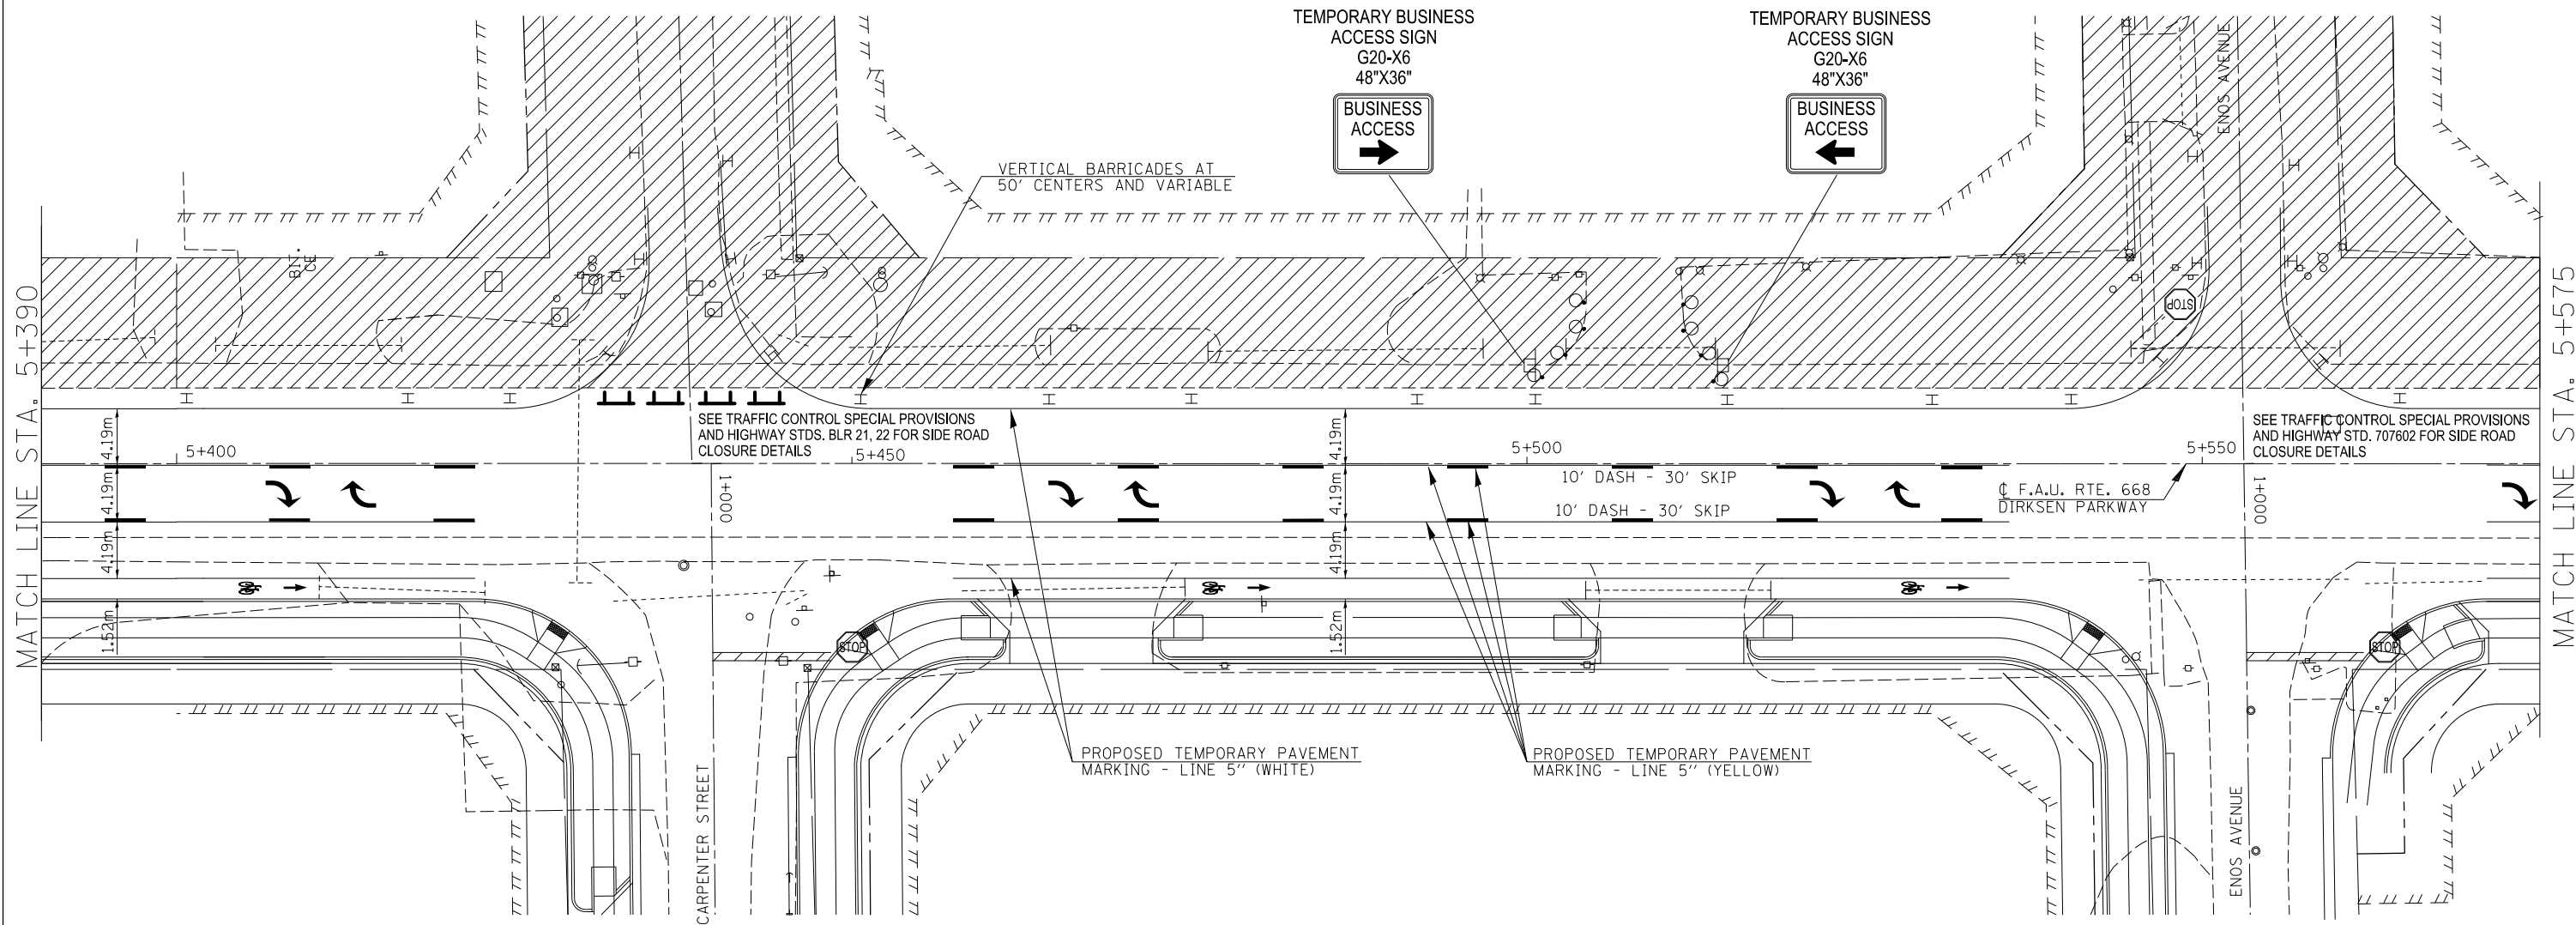 TEMPORARY BUSINESS
ACCESS SIGN
G20-X6
48"X36"
BUSINESS
ACCESS
TEMPORARY BUSINESS
ACCESS SIGN
G20-X6
48"X36"
BUSINESS
ACCESS
ENOS AVENUE
VERTICAL BARRICADES AT
50' CENTERS AND VARIABLE
BIT.
CE
STOP
MATCH LINE STA. 5+390
MATCH LINE STA. 5+575
SEE TRAFFIC CONTROL SPECIAL PROVISIONS
AND HIGHWAY STDS. BLR 21, 22 FOR SIDE ROAD
CLOSURE DETAILS
SEE TRAFFIC CONTROL SPECIAL PROVISIONS
AND HIGHWAY STD. 707602 FOR SIDE ROAD
CLOSURE DETAILS
4.19m
5+400
5+450
4.19m
5+500
5+550
4.19m
1+000
4.19m
10' DASH - 30' SKIP
10' DASH - 30' SKIP
℄ F.A.U. RTE. 668
DIRKSEN PARKWAY
1+000
4.19m
4.19m
1.52m
1.52m
STOP
STOP
PROPOSED TEMPORARY PAVEMENT
MARKING - LINE 5" (WHITE)
PROPOSED TEMPORARY PAVEMENT
MARKING - LINE 5" (YELLOW)
CARPENTER STREET
ENOS AVENUE